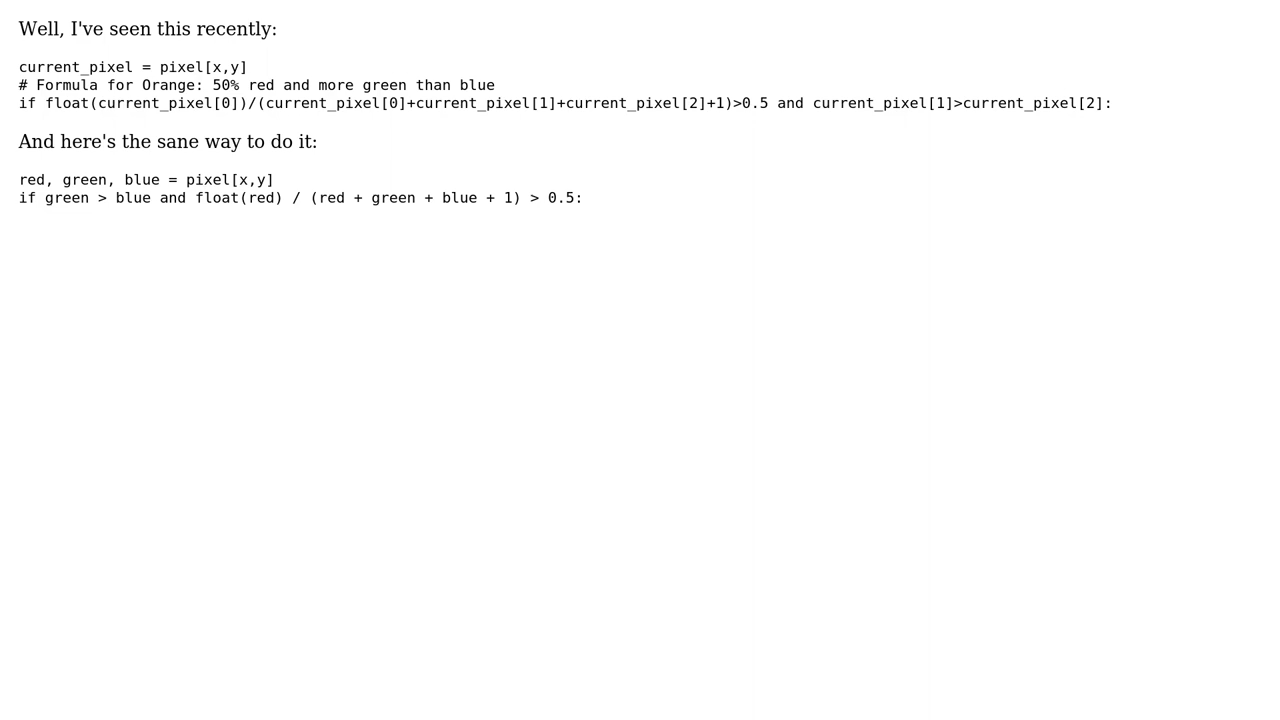 Well, I've seen this recently:
current_pixel = pixel[x,y]
# Formula for Orange: 50% red and more green than blue
if float(current_pixel[0])/(current_pixel[0]+current_pixel[1]+current_pixel[2]+1)>0.5 and current_pixel[1]>current_pixel[2]:
And here's the sane way to do it:
red, green, blue = pixel[x,y]
if green > blue and float(red) / (red + green + blue + 1) > 0.5: